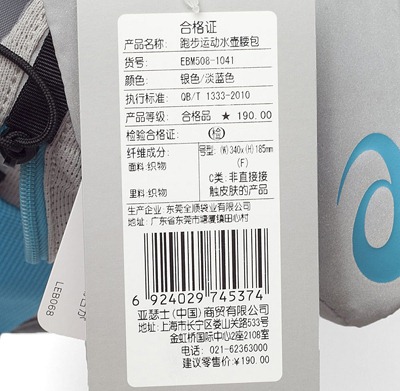 合格证
产品名称: 跑步运动水壶腰包
货号: EBM508-1041
颜色: 银色/淡蓝色
执行标准: QB/T 1333-2010
产品等级: 合格品 ★ 190.00
检验合格证: 检
纤维成分: 号型: (W)340x(H)185mm
面料:织物 (F)
C类:非直接接
里料:织物 触皮肤的产品
生产企业:东莞全顺袋业有限公司
地址:广东省东莞市塘厦镇田心村
6 924029 745374
亚瑟士(中国)商贸有限公司
地址:上海市长宁区娄山关路533号
金虹桥国际中心2座2108室
电话:021-62363000
建议零售价:¥190.00
LEB068